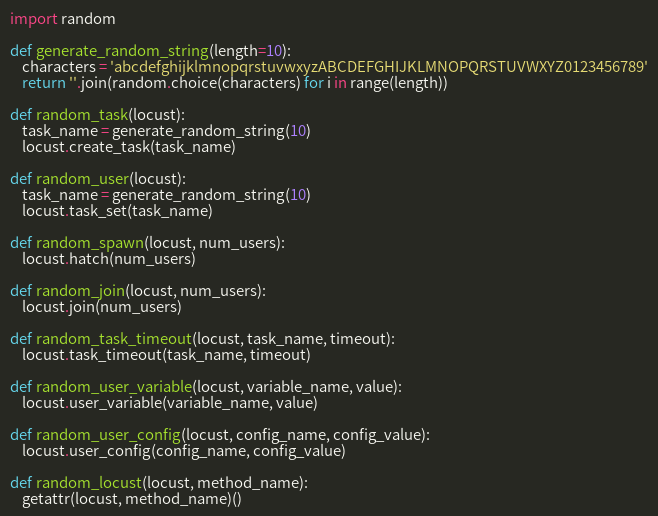 import random

def generate_random_string(length=10):
    characters = 'abcdefghijklmnopqrstuvwxyzABCDEFGHIJKLMNOPQRSTUVWXYZ0123456789'
    return ''.join(random.choice(characters) for i in range(length))

def random_task(locust):
    task_name = generate_random_string(10)
    locust.create_task(task_name)

def random_user(locust):
    task_name = generate_random_string(10)
    locust.task_set(task_name)

def random_spawn(locust, num_users):
    locust.hatch(num_users)

def random_join(locust, num_users):
    locust.join(num_users)

def random_task_timeout(locust, task_name, timeout):
    locust.task_timeout(task_name, timeout)

def random_user_variable(locust, variable_name, value):
    locust.user_variable(variable_name, value)

def random_user_config(locust, config_name, config_value):
    locust.user_config(config_name, config_value)

def random_locust(locust, method_name):
    getattr(locust, method_name)()